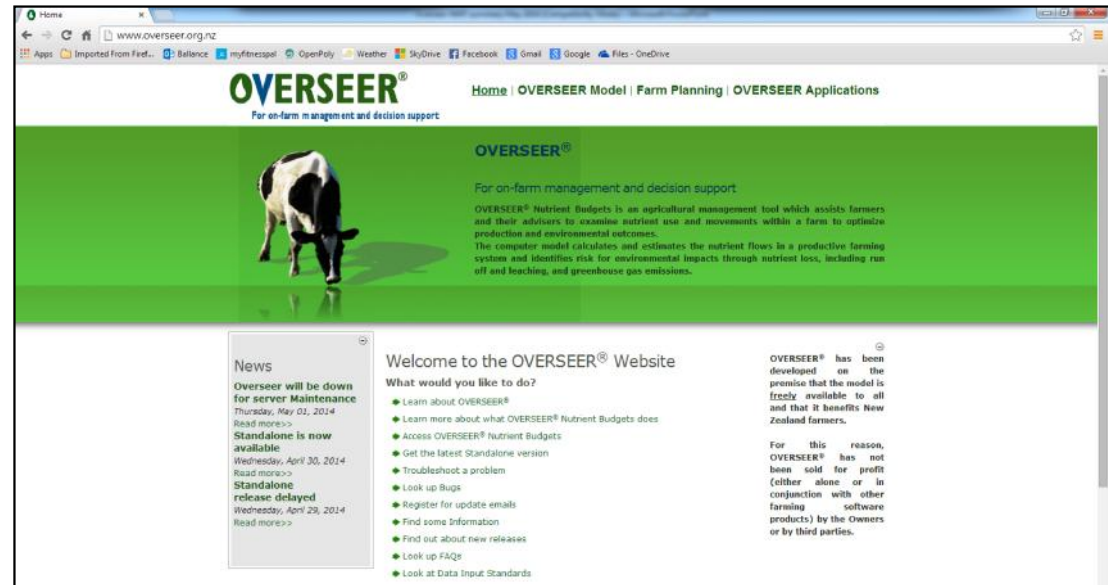 Home
www.overseer.org.nz
Apps Imported From Firef... Ballance myfitnesspal OpenPoly Weather SkyDrive Facebook Gmail Google Files - OneDrive
OVERSEER®
For on-farm management and decision support
Home | OVERSEER Model | Farm Planning | OVERSEER Applications
OVERSEER®
For on-farm management and decision support
OVERSEER® Nutrient Budgets is an agricultural management tool which assists farmers
and their advisors to examine nutrient use and movements within a farm to optimize
production and environmental outcomes.
The computer model calculates and estimates the nutrient flows in a productive farming
system and identifies risk for environmental impacts through nutrient loss, including run
off and leaching, and greenhouse gas emissions.
News
Overseer will be down
for server Maintenance
Thursday, May 01, 2014
Read more>>
Standalone is now
available
Wednesday, April 30, 2014
Read more>>
Standalone
release delayed
Wednesday, April 29, 2014
Read more>>
Welcome to the OVERSEER® Website
What would you like to do?
Learn about OVERSEER®
Learn more about what OVERSEER® Nutrient Budgets does
Access OVERSEER® Nutrient Budgets
Get the latest Standalone version
Troubleshoot a problem
Look up Bugs
Register for update emails
Find some Information
Find out about new releases
Look up FAQs
Look at Data Input Standards
OVERSEER® has been
developed on the
premise that the model is
freely available to all
and that it benefits New
Zealand farmers.
For this reason,
OVERSEER® has not
been sold for profit
(either alone or in
conjunction with other
farming software
products) by the Owners
or by third parties.